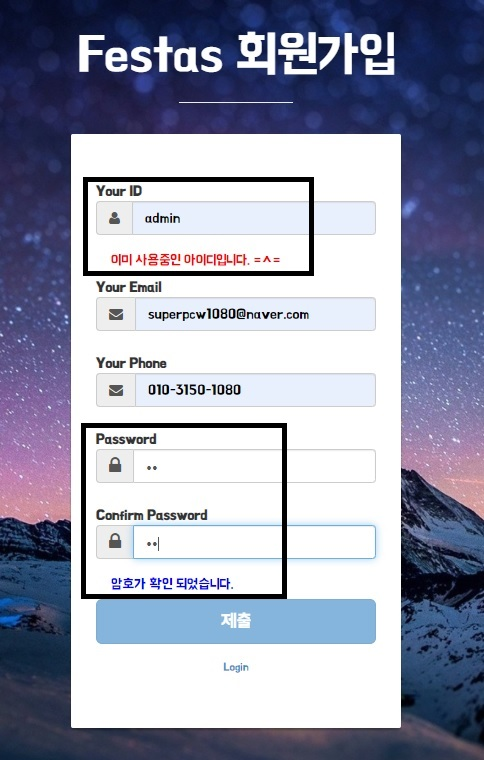 Festas 회원가입
Your ID
admin
이미 사용중인 아이디입니다. =ㅅ=
Your Email
superpcw1080@naver.com
Your Phone
010-3150-1080
Password
••
Confirm Password
••
암호가 확인 되었습니다.
제출
Login